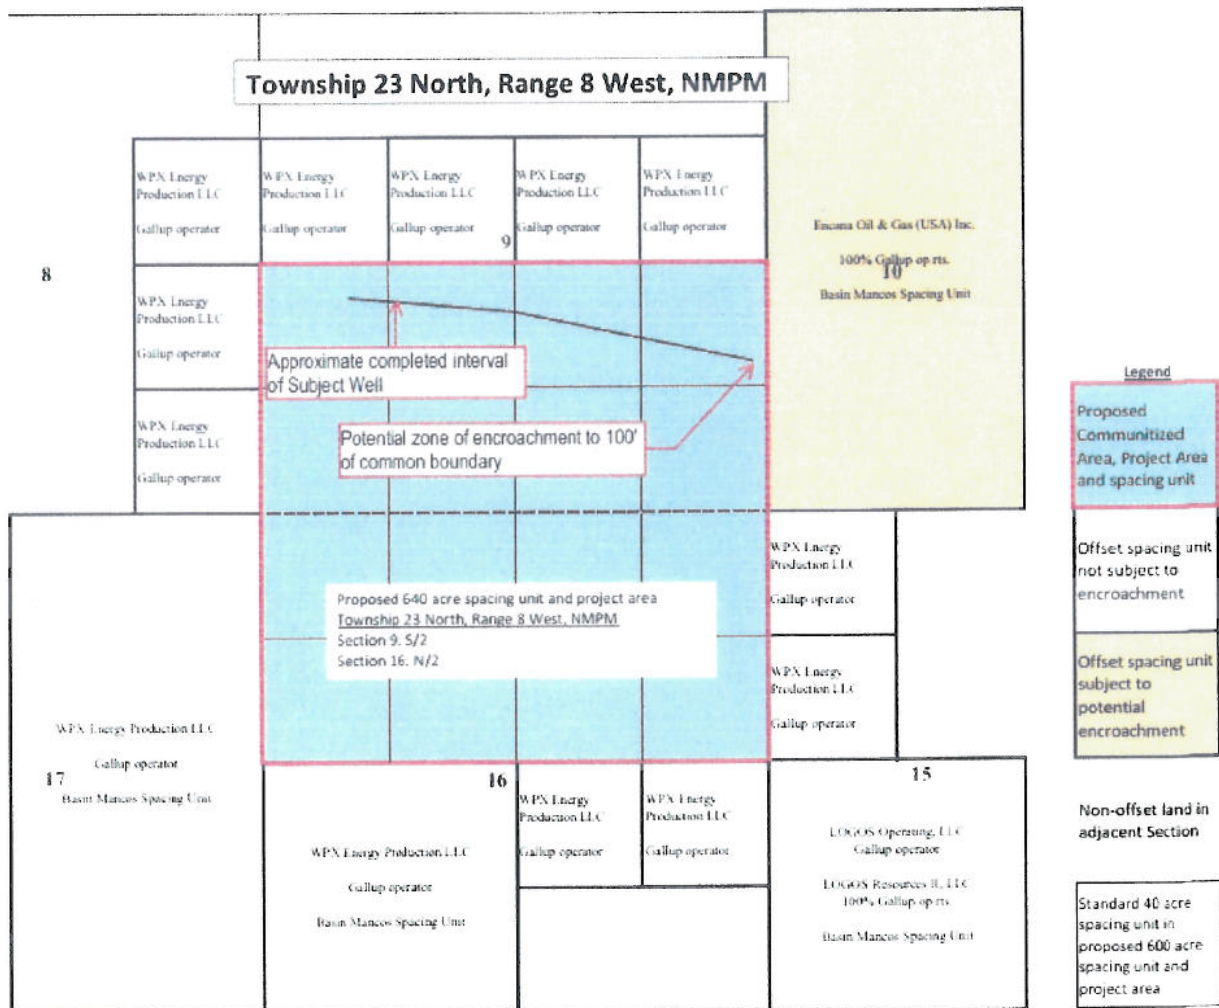 Township 23 North, Range 8 West, NMPM
WPX Energy
Production LLC
Gallup operator
WPX Energy
Production LLC
Gallup operator
WPX Energy
Production LLC
Gallup operator
WPX Energy
Production LLC
Gallup operator
WPX Energy
Production LLC
Gallup operator
9
Encana Oil & Gas (USA) Inc.
100% Gallup op rts.
10
Basin Mancos Spacing Unit
8
WPX Energy
Production LLC
Gallup operator
Approximate completed interval
of Subject Well
WPX Energy
Production LLC
Gallup operator
Potential zone of encroachment to 100'
of common boundary
Proposed 640 acre spacing unit and project area
Township 23 North, Range 8 West, NMPM
Section 9. S/2
Section 16. N/2
WPX Energy
Production LLC
Gallup operator
WPX Energy
Production LLC
Gallup operator
WPX Energy Production LLC
Gallup operator
17
Basin Mancos Spacing Unit
16
WPX Energy Production LLC
Gallup operator
Basin Mancos Spacing Unit
WPX Energy
Production LLC
Gallup operator
WPX Energy
Production LLC
Gallup operator
15
LOGOS Operating, LLC
Gallup operator
LOGOS Resources II, LLC
100% Gallup op rts.
Basin Mancos Spacing Unit
Legend
Proposed
Communitized
Area, Project Area
and spacing unit
Offset spacing unit
not subject to
encroachment
Offset spacing unit
subject to
potential
encroachment
Non-offset land in
adjacent Section
Standard 40 acre
spacing unit in
proposed 600 acre
spacing unit and
project area